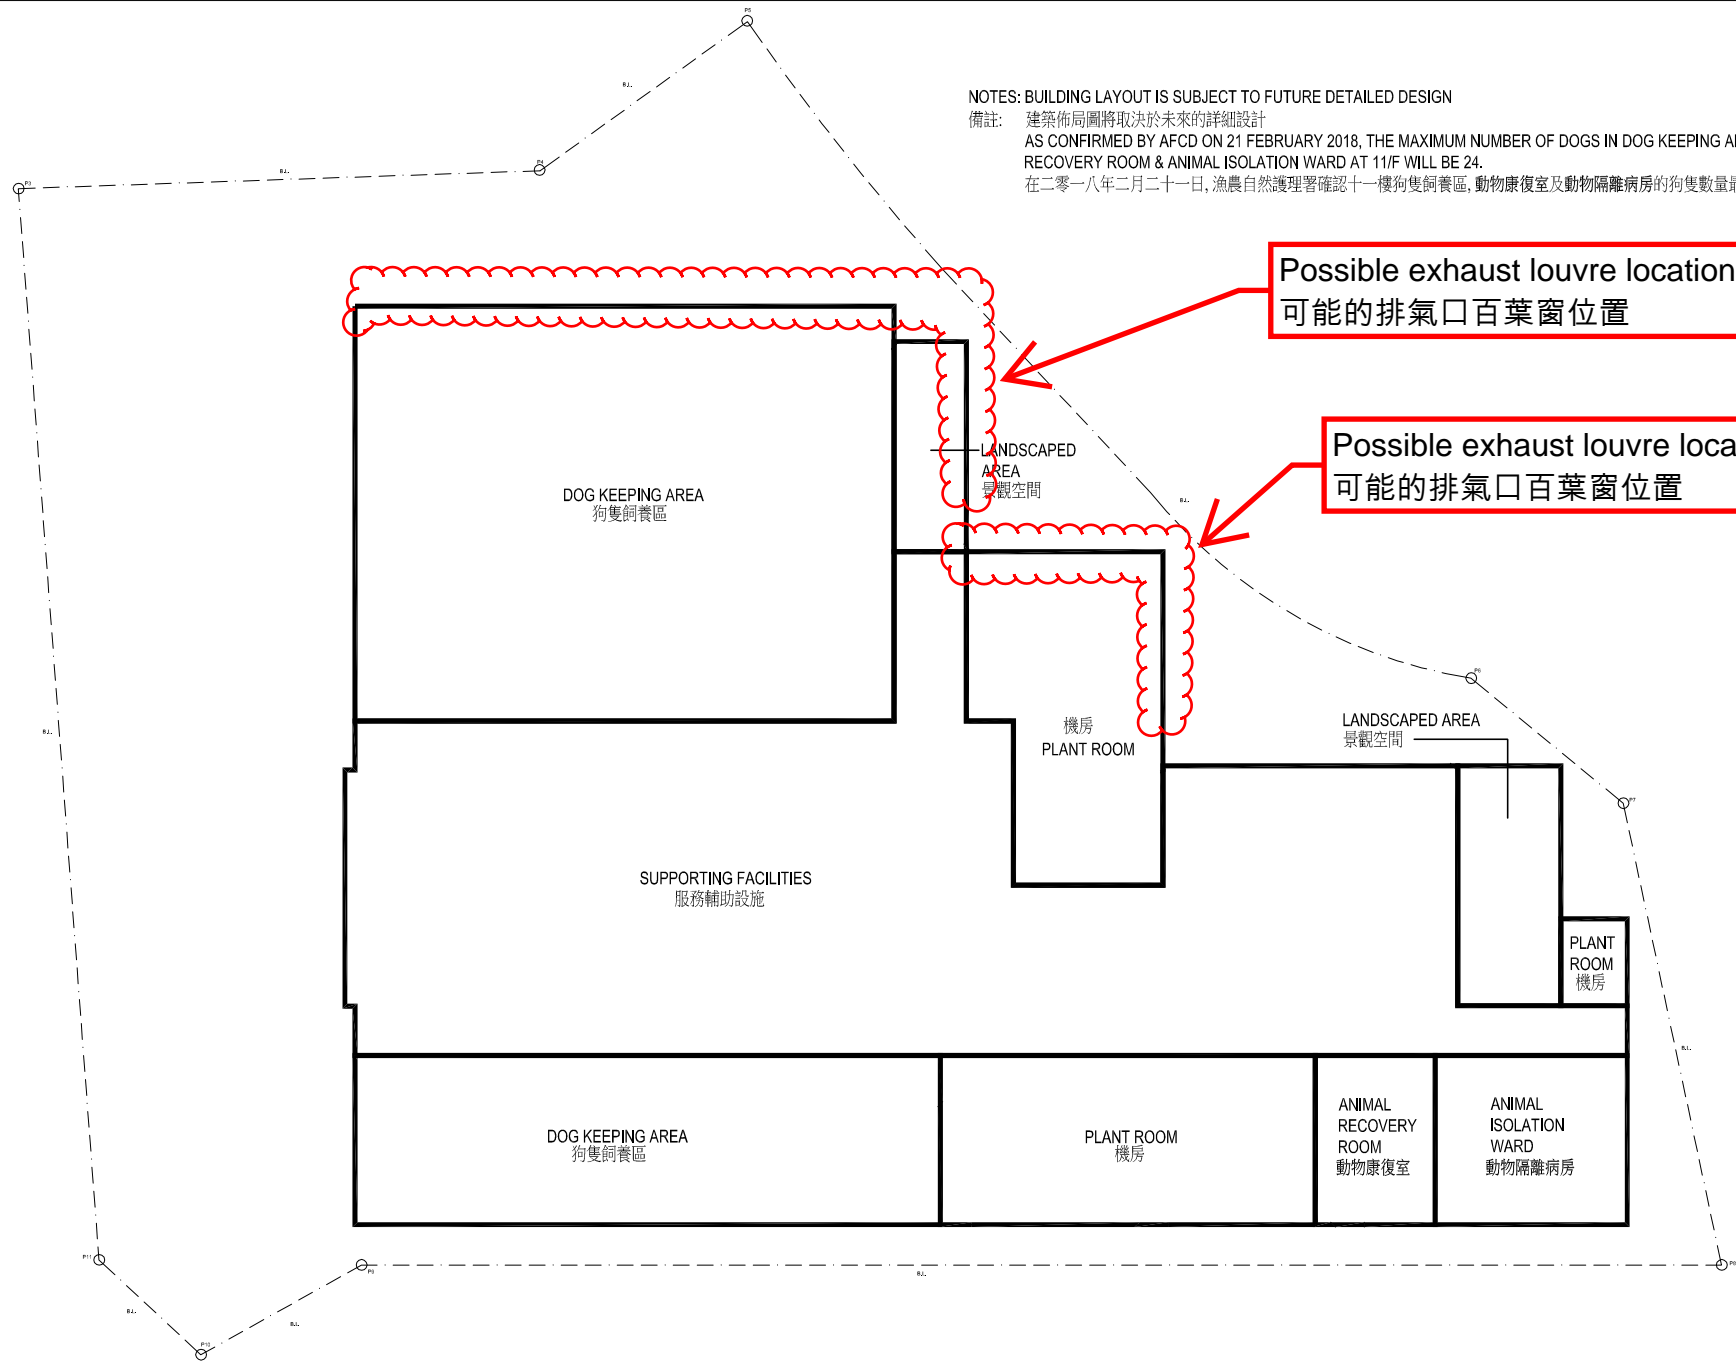 P5
B.L.
NOTES: BUILDING LAYOUT IS SUBJECT TO FUTURE DETAILED DESIGN
備註: 建築佈局圖將取決於未來的詳細設計
AS CONFIRMED BY AFCD ON 21 FEBRUARY 2018, THE MAXIMUM NUMBER OF DOGS IN DOG KEEPING
RECOVERY ROOM & ANIMAL ISOLATION WARD AT 11/F WILL BE 24.
在二零一八年二月二十一日, 漁農自然護理署確認十一樓狗隻飼養區, 動物康復室及動物隔離病房的狗隻數量
P4
B.L.
P3
Possible exhaust louvre location
可能的排氣口百葉窗位置
Possible exhaust louvre loca
可能的排氣口百葉窗位置
LANDSCAPED
AREA
景觀空間
DOG KEEPING AREA
狗隻飼養區
B.L.
P6
B.L.
機房
PLANT ROOM
LANDSCAPED AREA
景觀空間
P7
SUPPORTING FACILITIES
服務輔助設施
PLANT
ROOM
機房
B.L.
DOG KEEPING AREA
狗隻飼養區
PLANT ROOM
機房
ANIMAL
RECOVERY
ROOM
動物康復室
ANIMAL
ISOLATION
WARD
動物隔離病房
P11
P9
B.L.
P8
B.L.
B.L.
P10